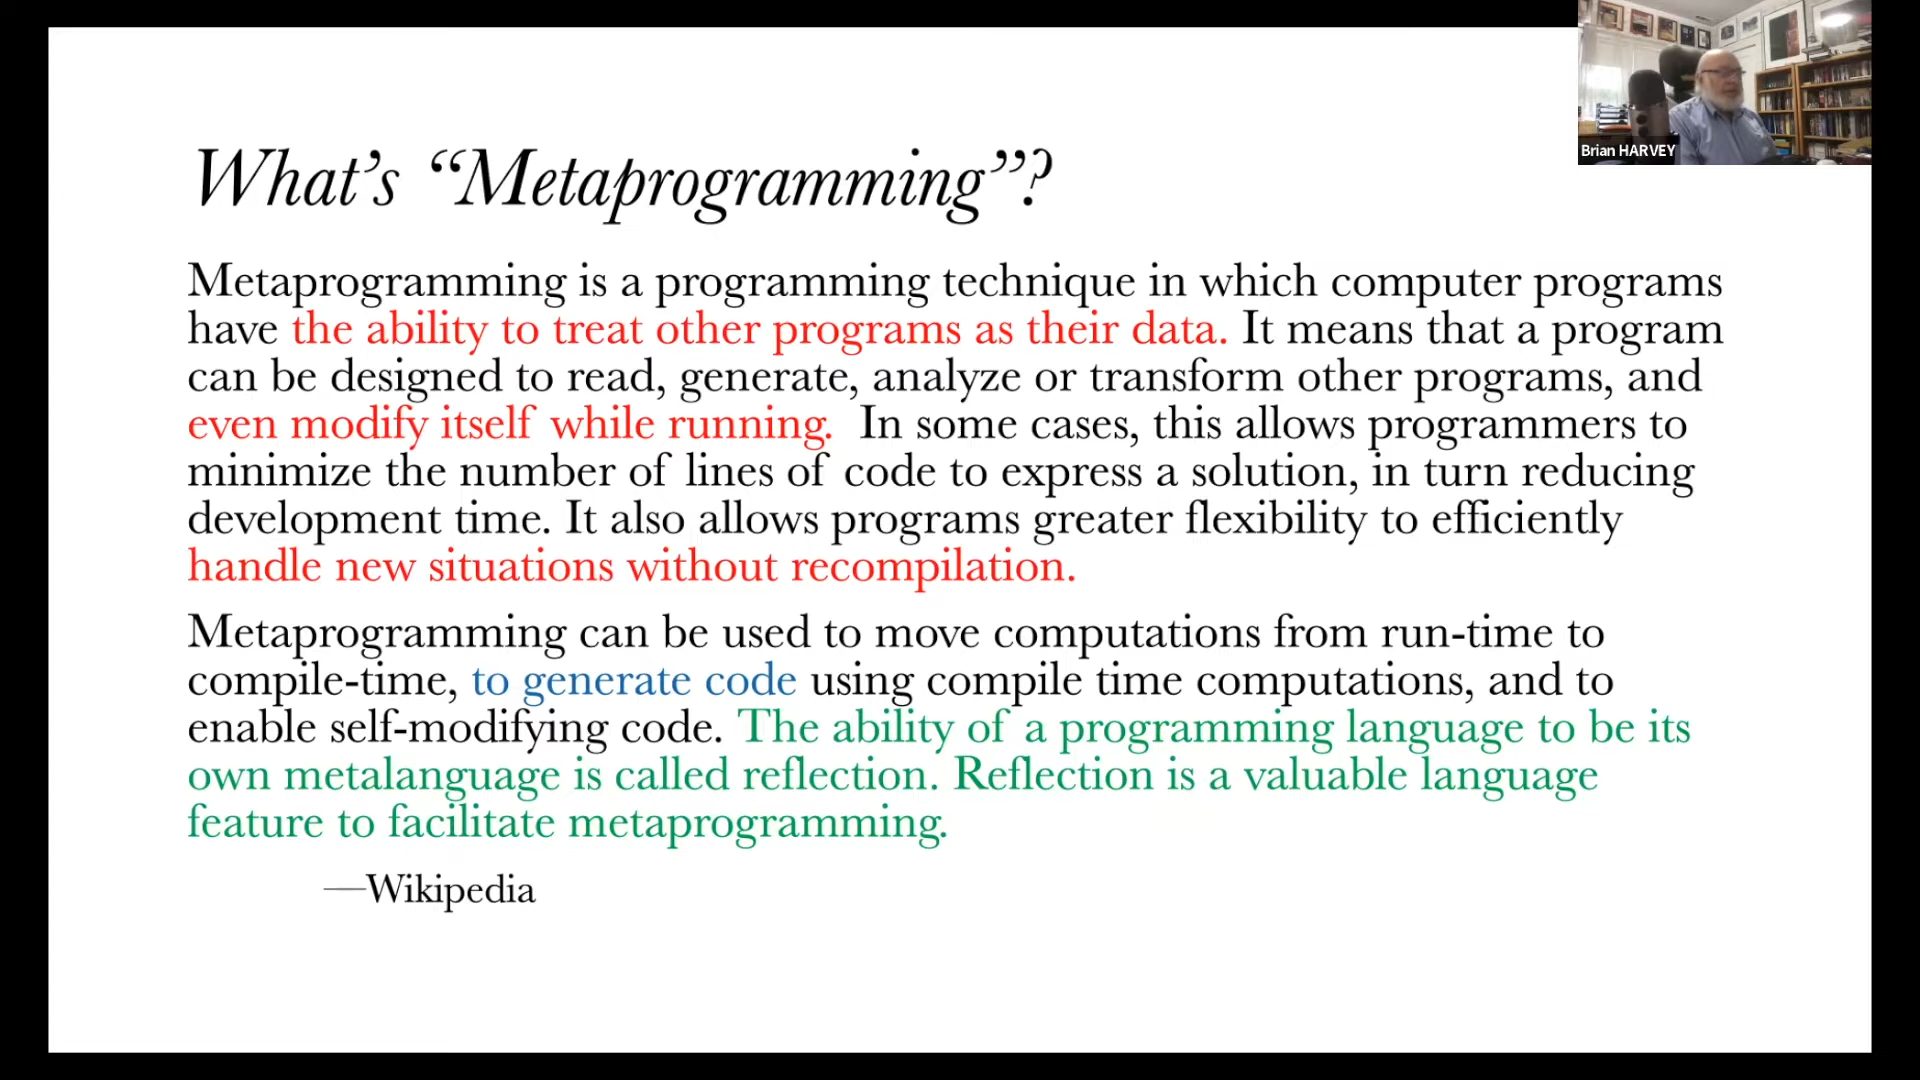 Brian HARVEY
What’s “Metaprogramming”?
Metaprogramming is a programming technique in which computer programs
have the ability to treat other programs as their data. It means that a program
can be designed to read, generate, analyze or transform other programs, and
even modify itself while running. In some cases, this allows programmers to
minimize the number of lines of code to express a solution, in turn reducing
development time. It also allows programs greater flexibility to efficiently
handle new situations without recompilation.
Metaprogramming can be used to move computations from run-time to
compile-time, to generate code using compile time computations, and to
enable self-modifying code. The ability of a programming language to be its
own metalanguage is called reflection. Reflection is a valuable language
feature to facilitate metaprogramming.
—Wikipedia